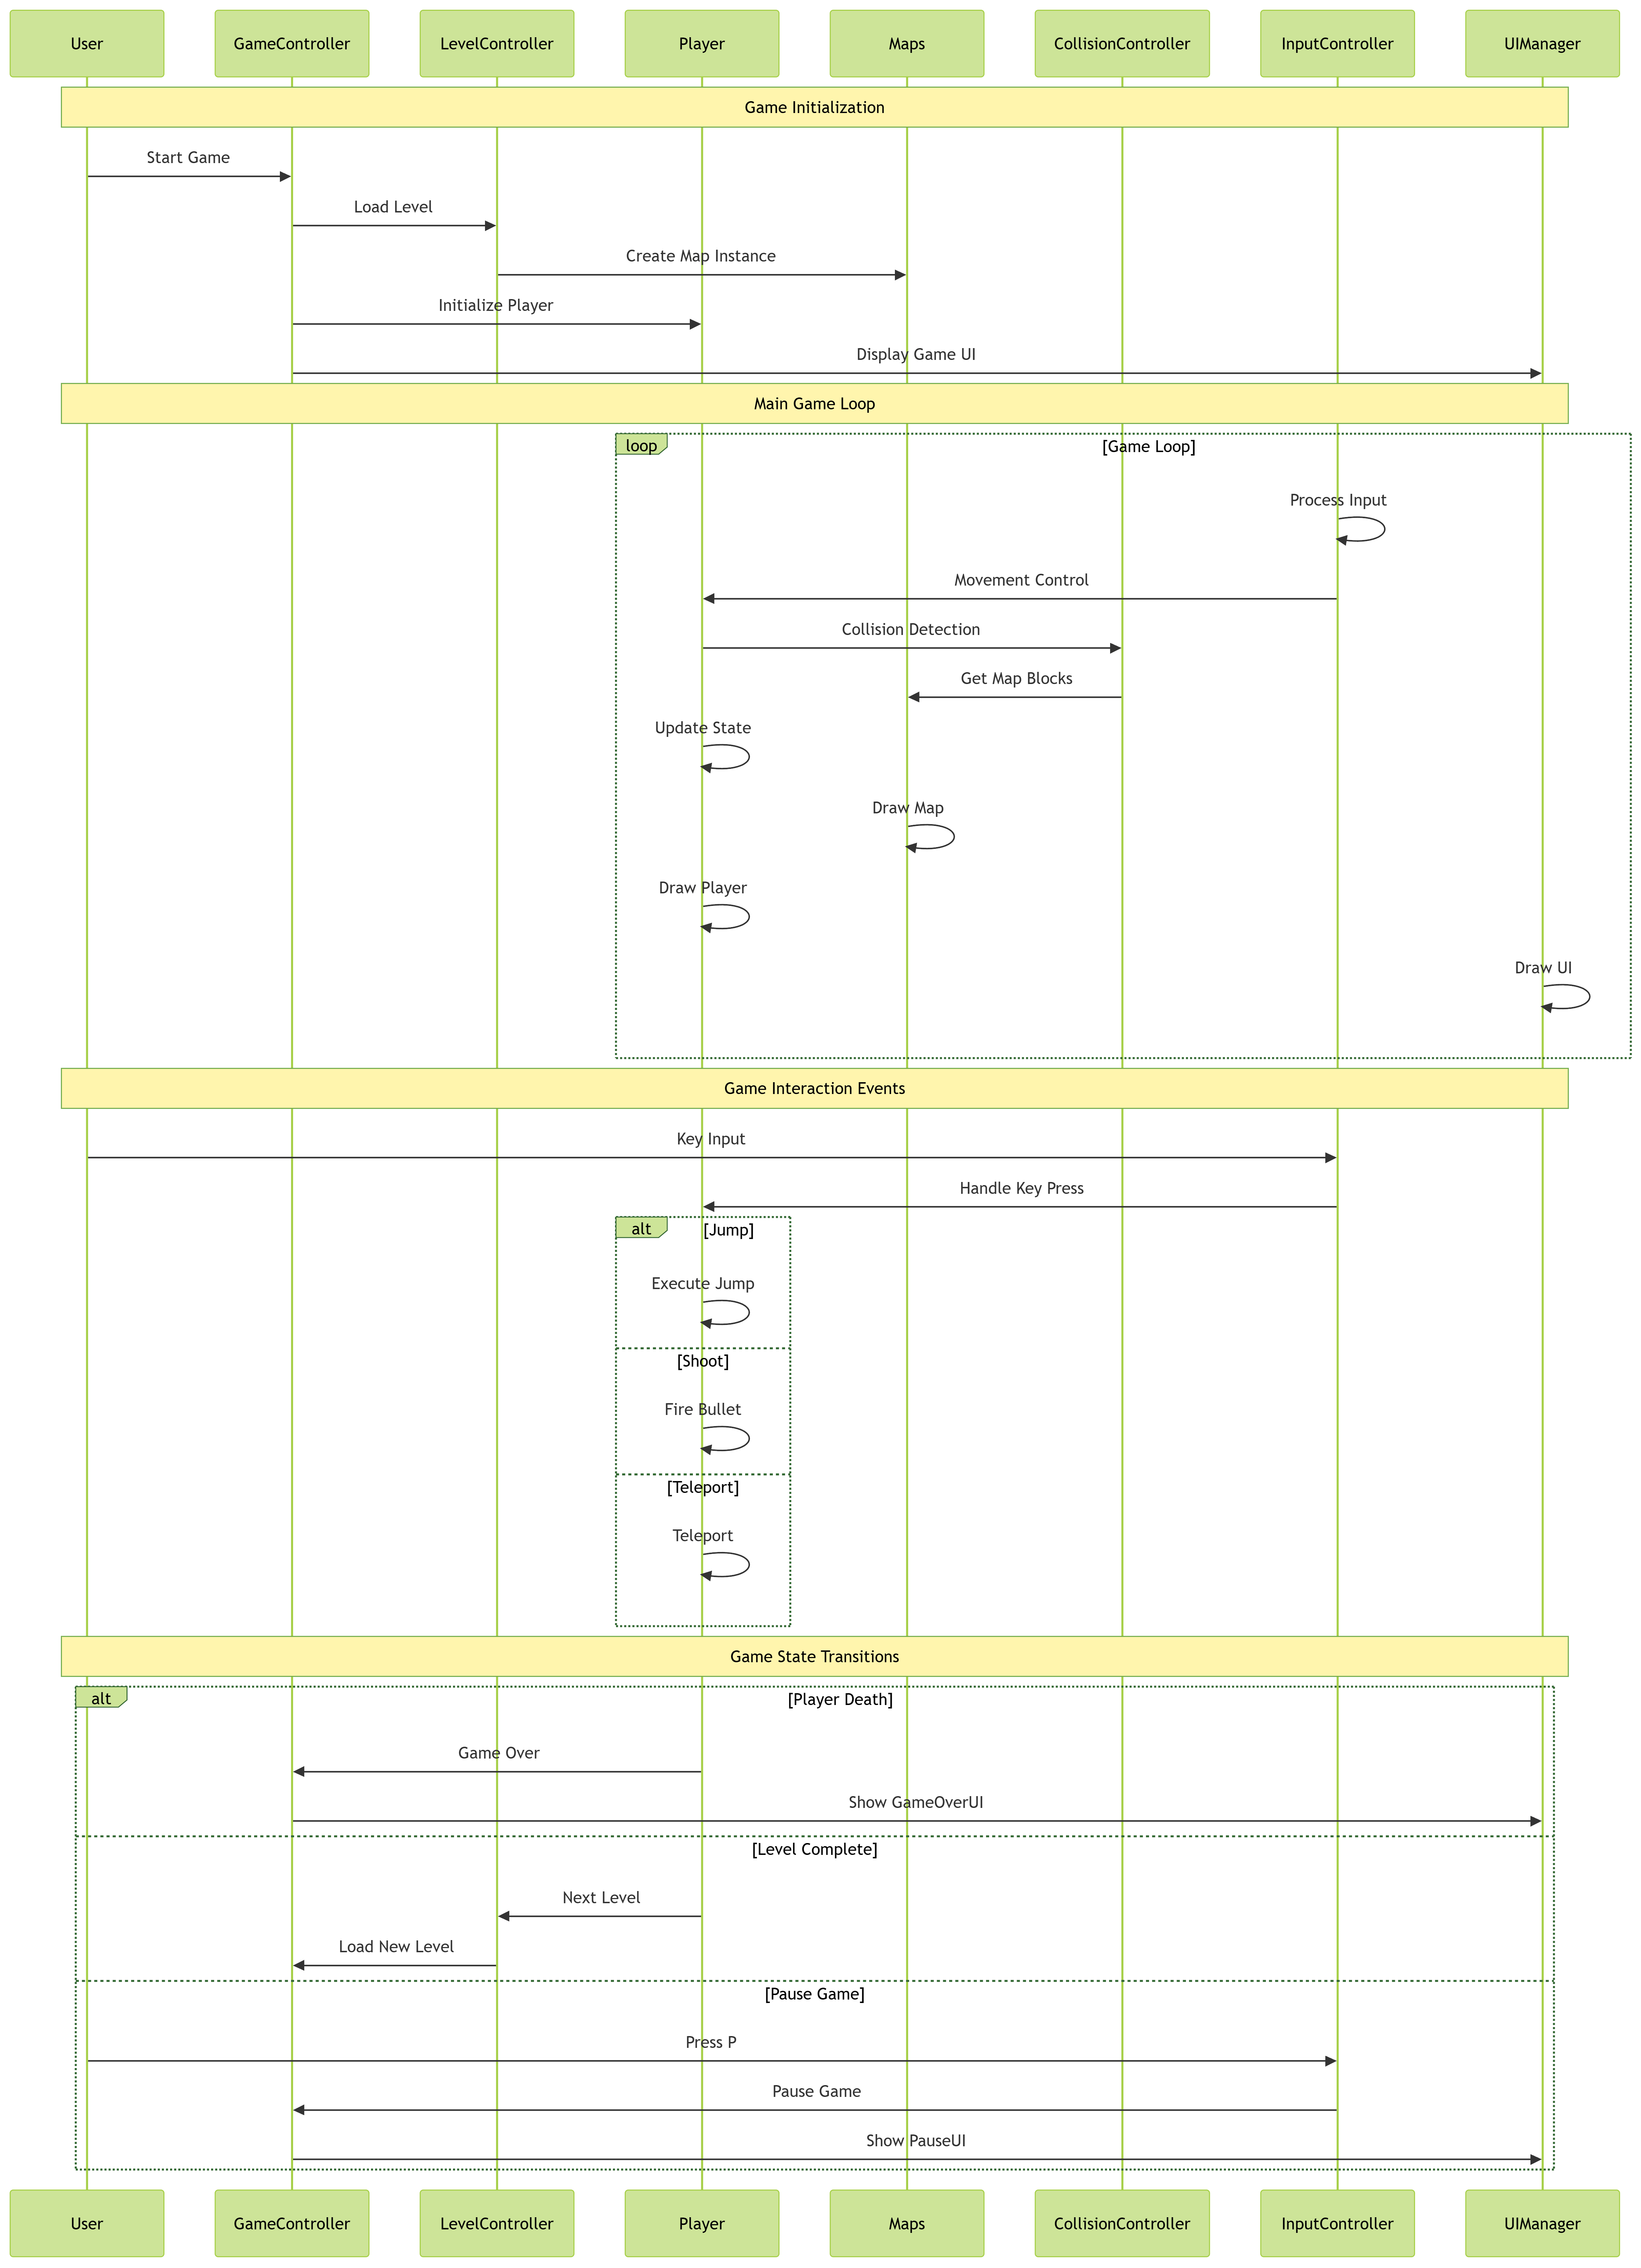 User
GameController
LevelController
Player
Maps
CollisionController
InputController
UIManager
Game Initialization
Start Game
Load Level
Create Map Instance
Initialize Player
Display Game UI
Main Game Loop
loop
[Game Loop]
Process Input
Movement Control
Collision Detection
Get Map Blocks
Update State
Draw Map
Draw Player
Draw UI
Game Interaction Events
Key Input
Handle Key Press
alt
[Jump]
Execute Jump
[Shoot]
Fire Bullet
[Teleport]
Teleport
Game State Transitions
alt
[Player Death]
Game Over
Show GameOverUI
[Level Complete]
Next Level
Load New Level
[Pause Game]
Press P
Pause Game
Show PauseUI
User
GameController
LevelController
Player
Maps
CollisionController
InputController
UIManager